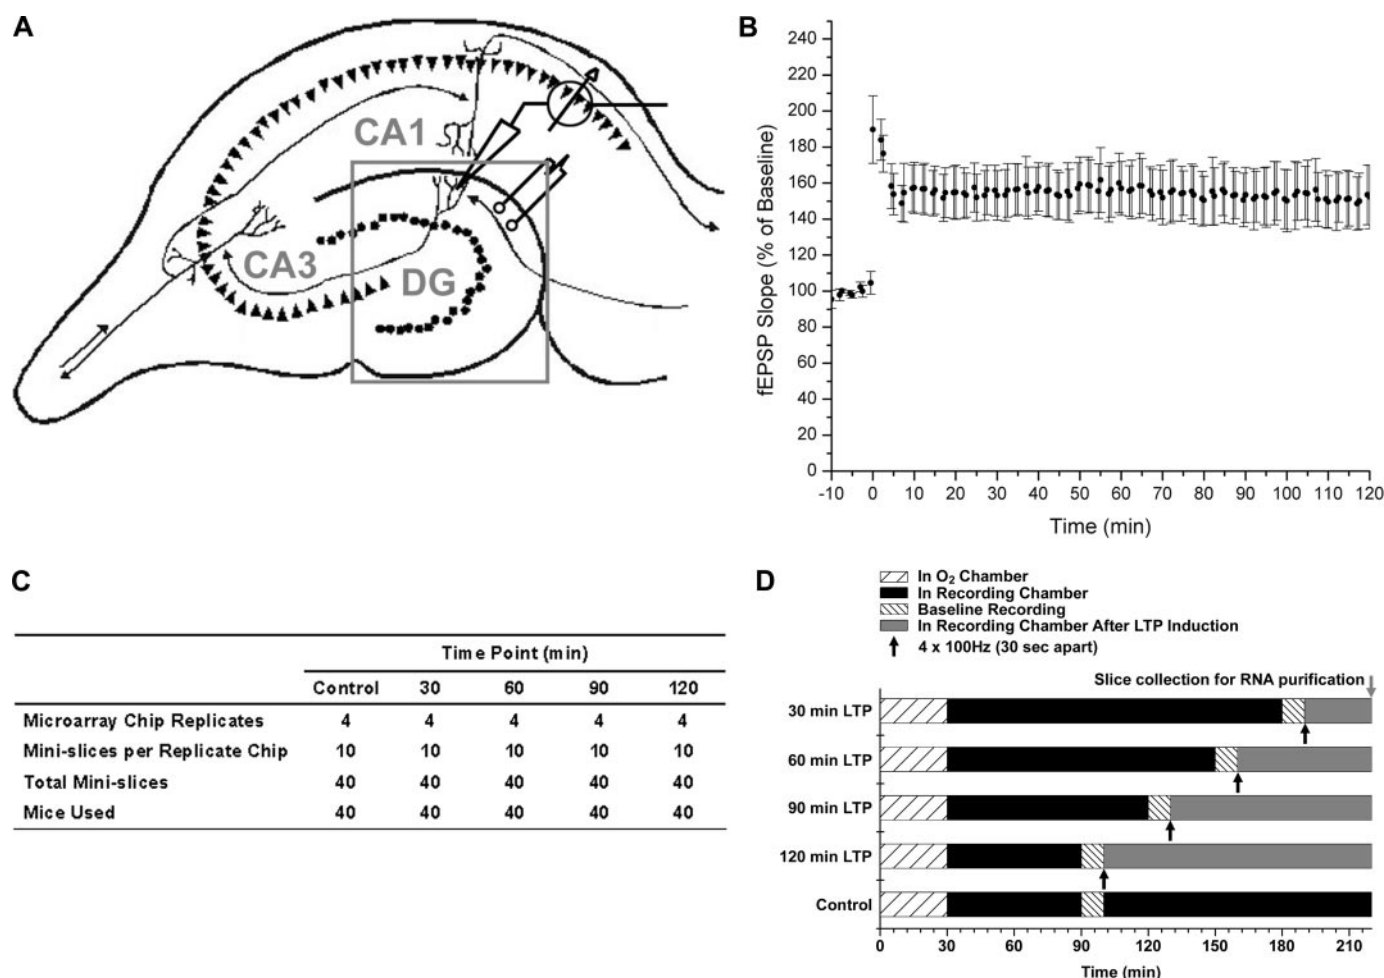 A
CA1
CA3
DG
B
fEPSP Slope (% of Baseline)
240
220
200
180
160
140
120
100
80
60
40
20
0
-10 0 10 20 30 40 50 60 70 80 90 100 110 120
Time (min)
C
Time Point (min)
Control 30 60 90 120
Microarray Chip Replicates 4 4 4 4 4
Mini-slices per Replicate Chip 10 10 10 10 10
Total Mini-slices 40 40 40 40 40
Mice Used 40 40 40 40 40
D
In O₂ Chamber
In Recording Chamber
Baseline Recording
In Recording Chamber After LTP Induction
4 x 100Hz (30 sec apart)
Slice collection for RNA purification
30 min LTP
60 min LTP
90 min LTP
120 min LTP
Control
0 30 60 90 120 150 180 210
Time (min)